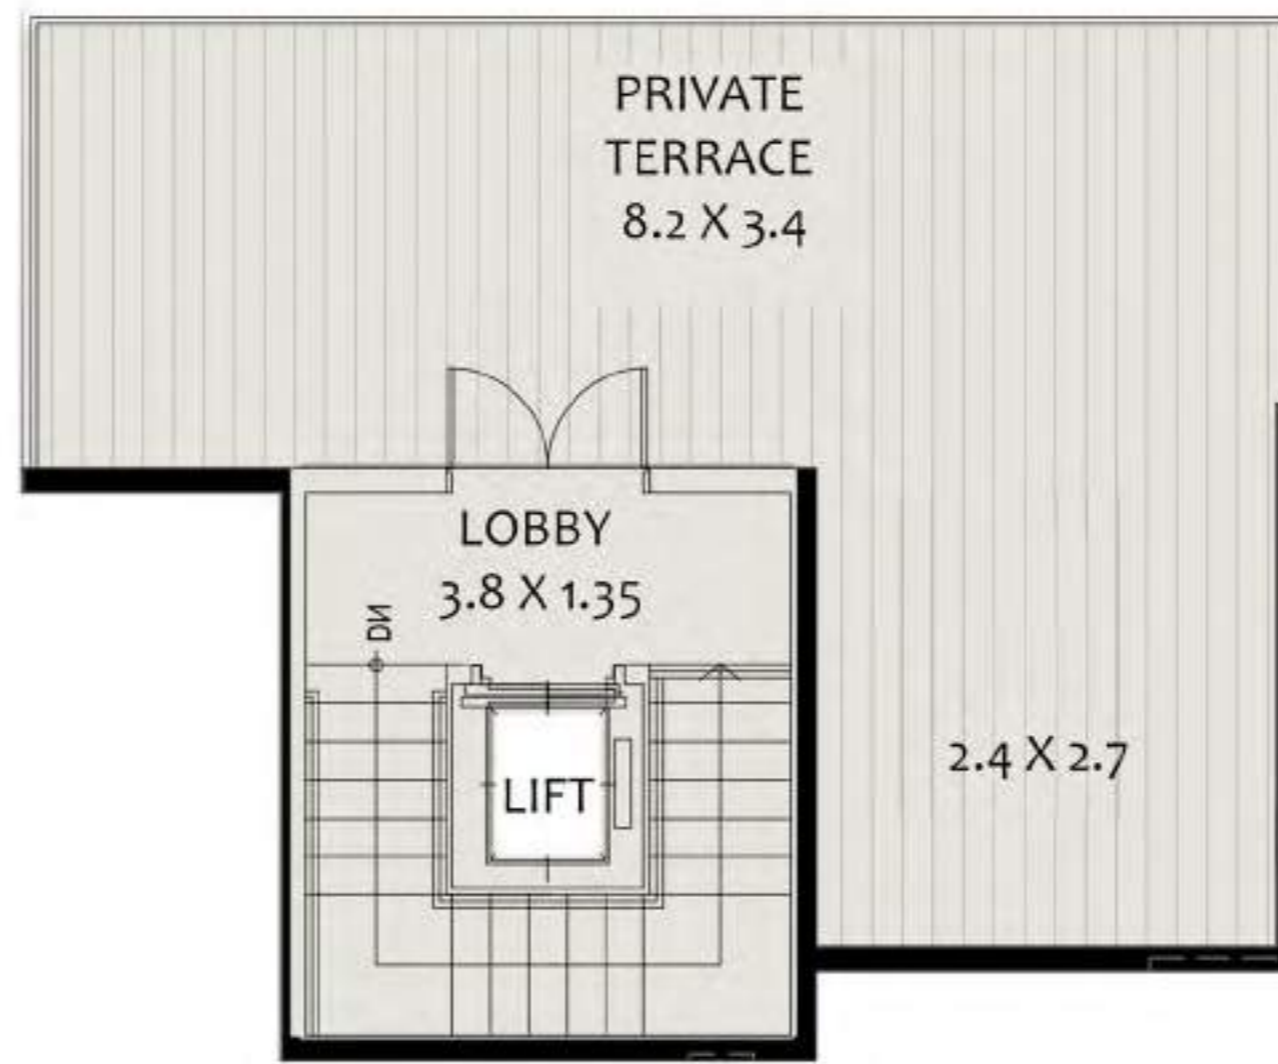 PRIVATE
TERRACE
8.2 X 3.4
LOBBY
3.8 X 1.35
DN
LIFT
2.4 X 2.7